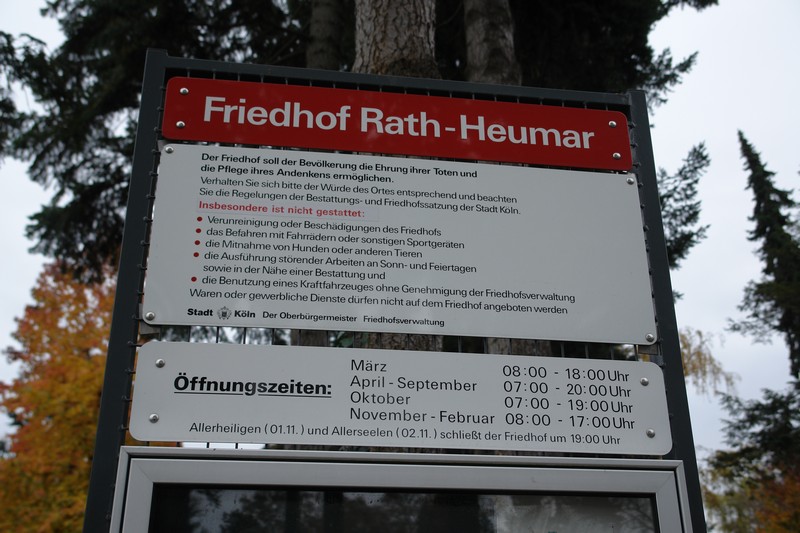 Friedhof Rath-Heumar
Der Friedhof soll der Bevölkerung die Ehrung ihrer Toten und
die Pflege ihres Andenkens ermöglichen.
Verhalten Sie sich bitte der Würde des Ortes entsprechend und beachten
Sie die Regelungen der Bestattungs- und Friedhofssatzung der Stadt Köln.
Insbesondere ist nicht gestattet:
• Verunreinigung oder Beschädigungen des Friedhofs
• das Befahren mit Fahrrädern oder sonstigen Sportgeräten
• die Mitnahme von Hunden oder anderen Tieren
• die Ausführung störender Arbeiten an Sonn- und Feiertagen
sowie in der Nähe einer Bestattung und
• die Benutzung eines Kraftfahrzeuges ohne Genehmigung der Friedhofsverwaltung
Waren oder gewerbliche Dienste dürfen nicht auf dem Friedhof angeboten werden
Stadt Köln Der Oberbürgermeister Friedhofsverwaltung
Öffnungszeiten:
März 08:00 - 18:00 Uhr
April - September 07:00 - 20:00 Uhr
Oktober 07:00 - 19:00 Uhr
November - Februar 08:00 - 17:00 Uhr
Allerheiligen (01.11.) und Allerseelen (02.11.) schließt der Friedhof um 19:00 Uhr